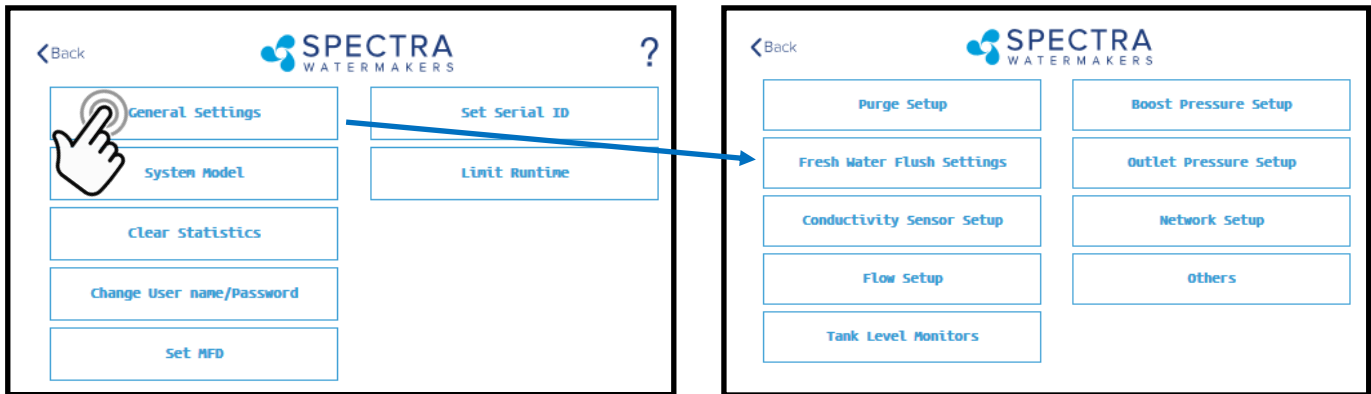 Back
SPECTRA
WATERMAKERS
?
General Settings
Set Serial ID
System Model
Limit Runtime
Clear Statistics
Change User name/Password
Set MFD
Back
SPECTRA
WATERMAKERS
Purge Setup
Boost Pressure Setup
Fresh Water Flush Settings
Outlet Pressure Setup
Conductivity Sensor Setup
Network Setup
Flow Setup
Others
Tank Level Monitors